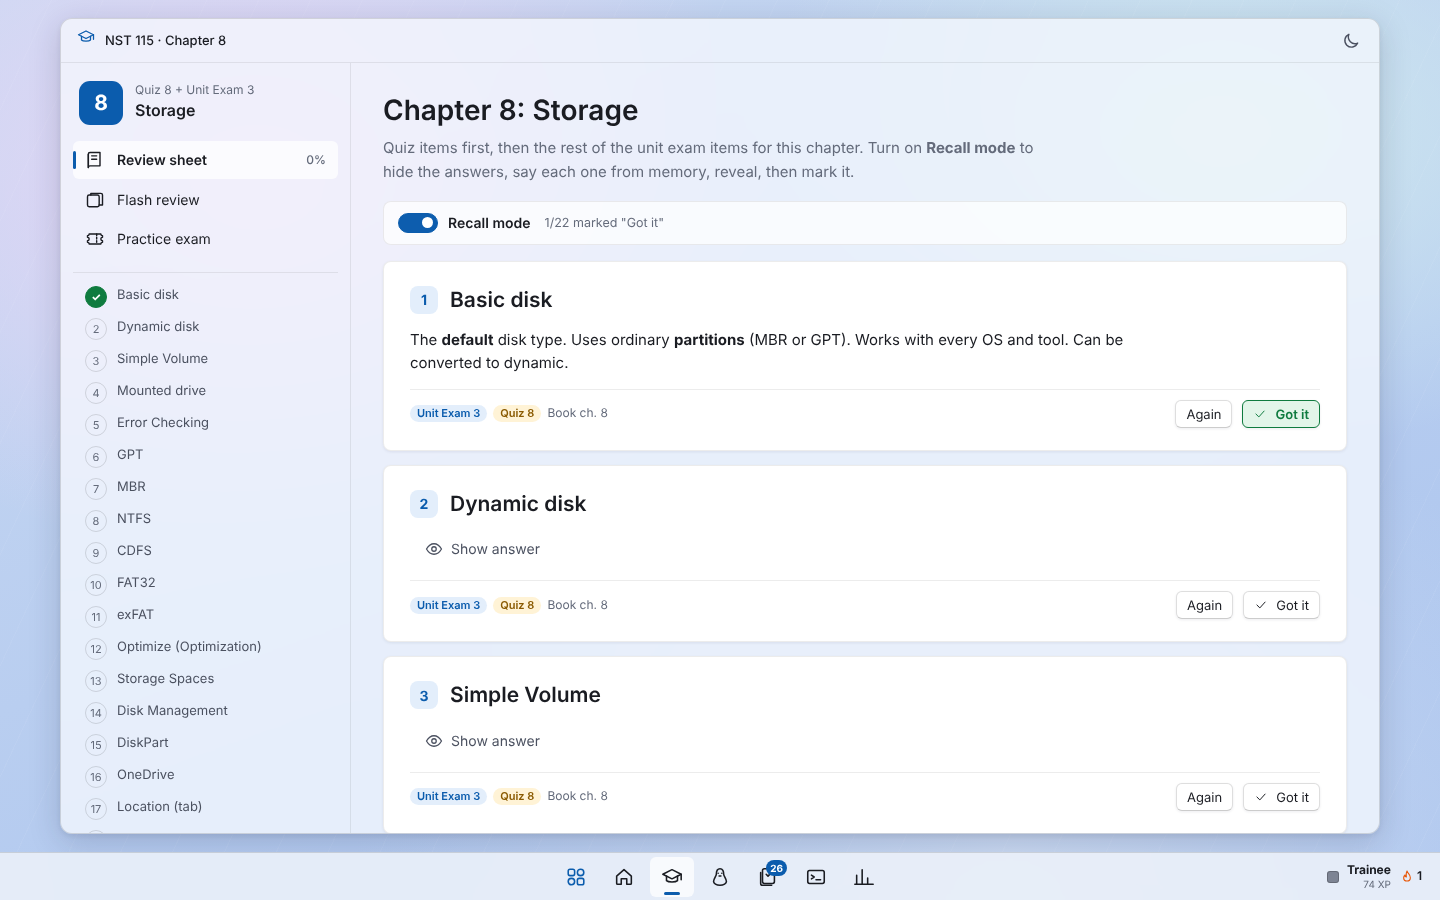 NST 115 · Chapter 8
8
Quiz 8 + Unit Exam 3
Storage
Review sheet 0%
Flash review
Practice exam
Basic disk
2 Dynamic disk
3 Simple Volume
4 Mounted drive
5 Error Checking
6 GPT
7 MBR
8 NTFS
9 CDFS
10 FAT32
11 exFAT
12 Optimize (Optimization)
13 Storage Spaces
14 Disk Management
15 DiskPart
16 OneDrive
17 Location (tab)
Chapter 8: Storage
Quiz items first, then the rest of the unit exam items for this chapter. Turn on Recall mode to
hide the answers, say each one from memory, reveal, then mark it.
Recall mode 1/22 marked "Got it"
1 Basic disk
The default disk type. Uses ordinary partitions (MBR or GPT). Works with every OS and tool. Can be
converted to dynamic.
Unit Exam 3 Quiz 8 Book ch. 8 Again Got it
2 Dynamic disk
Show answer
Unit Exam 3 Quiz 8 Book ch. 8 Again Got it
3 Simple Volume
Show answer
Unit Exam 3 Quiz 8 Book ch. 8 Again Got it
26
Trainee
74 XP
1